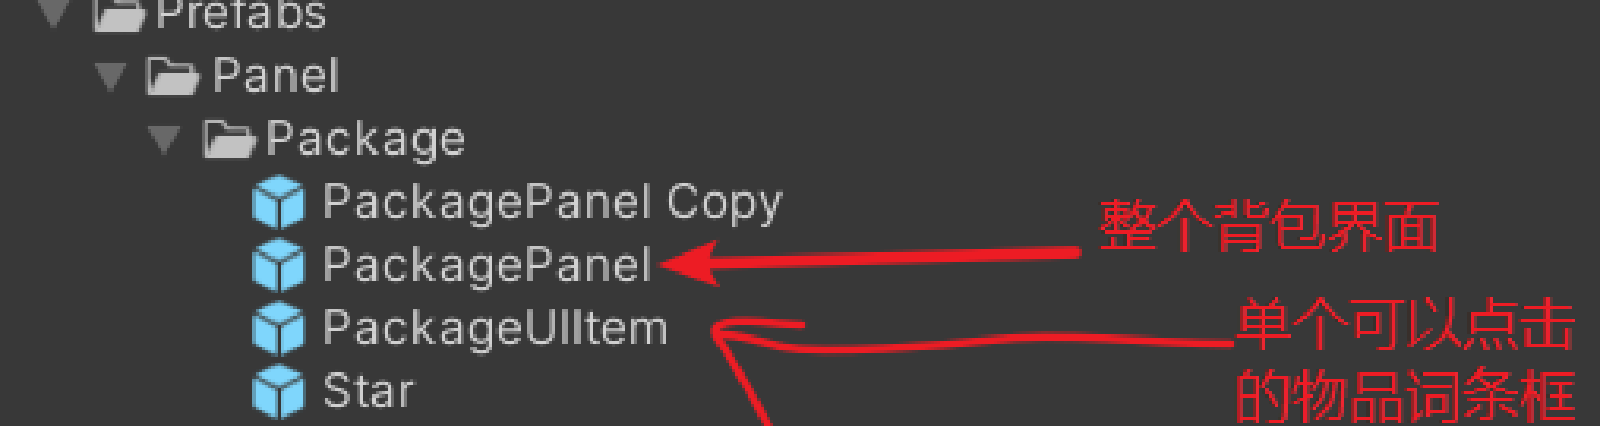 Prefabs
Panel
Package
PackagePanel Copy
PackagePanel
整个背包界面
PackageUIItem
单个可以点击
的物品词条框
Star